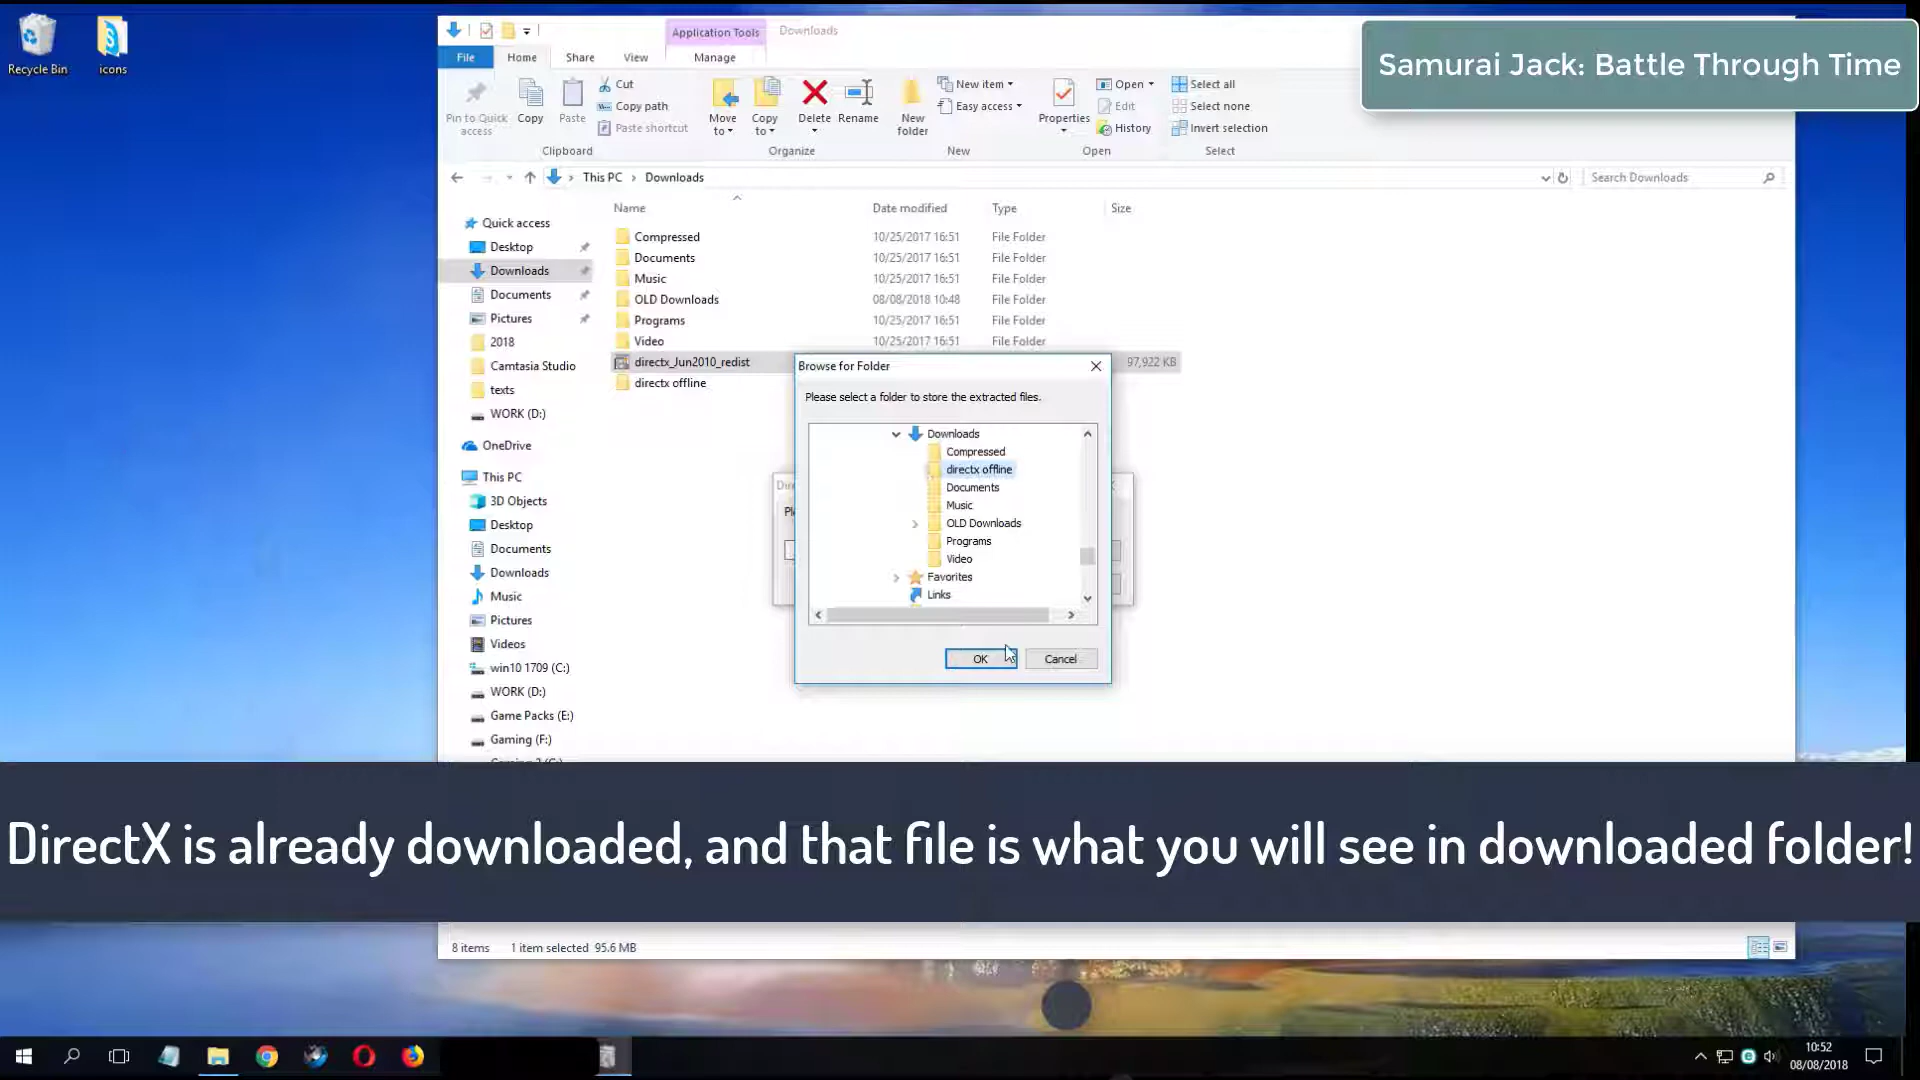 Recycle Bin
icons
Application Tools
Downloads
File
Home
Share
View
Manage
Samurai Jack: Battle Through Time
Pin to Quick access
Copy
Paste
Cut
Copy path
Paste shortcut
Clipboard
Move to
Copy to
Delete
Rename
Organize
New folder
New item
Easy access
New
Properties
Open
Edit
History
Open
Select all
Select none
Invert selection
Select
This PC > Downloads
Search Downloads
Name
Date modified
Type
Size
Quick access
Desktop
Downloads
Documents
Pictures
2018
Camtasia Studio
texts
WORK (D:)
OneDrive
This PC
3D Objects
Desktop
Documents
Downloads
Music
Pictures
Videos
win10 1709 (C:)
WORK (D:)
Game Packs (E:)
Gaming (F:)
Compressed 10/25/2017 16:51 File Folder
Documents 10/25/2017 16:51 File Folder
Music 10/25/2017 16:51 File Folder
OLD Downloads 08/08/2018 10:48 File Folder
Programs 10/25/2017 16:51 File Folder
Video 10/25/2017 16:51 File Folder
directx_Jun2010_redist 97,922 KB
directx offline
Browse for Folder
Please select a folder to store the extracted files.
Downloads
Compressed
directx offline
Documents
Music
OLD Downloads
Programs
Video
Favorites
Links
OK
Cancel
DirectX is already downloaded, and that file is what you will see in downloaded folder!
8 items 1 item selected 95.6 MB
10:52
08/08/2018